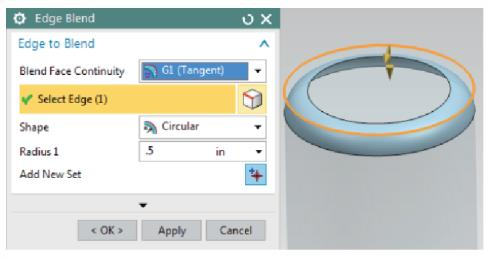 Edge Blend
Edge to Blend
Blend Face Continuity G1 (Tangent)
Select Edge (1)
Shape Circular
Radius 1 .5 in
Add New Set
< OK > Apply Cancel